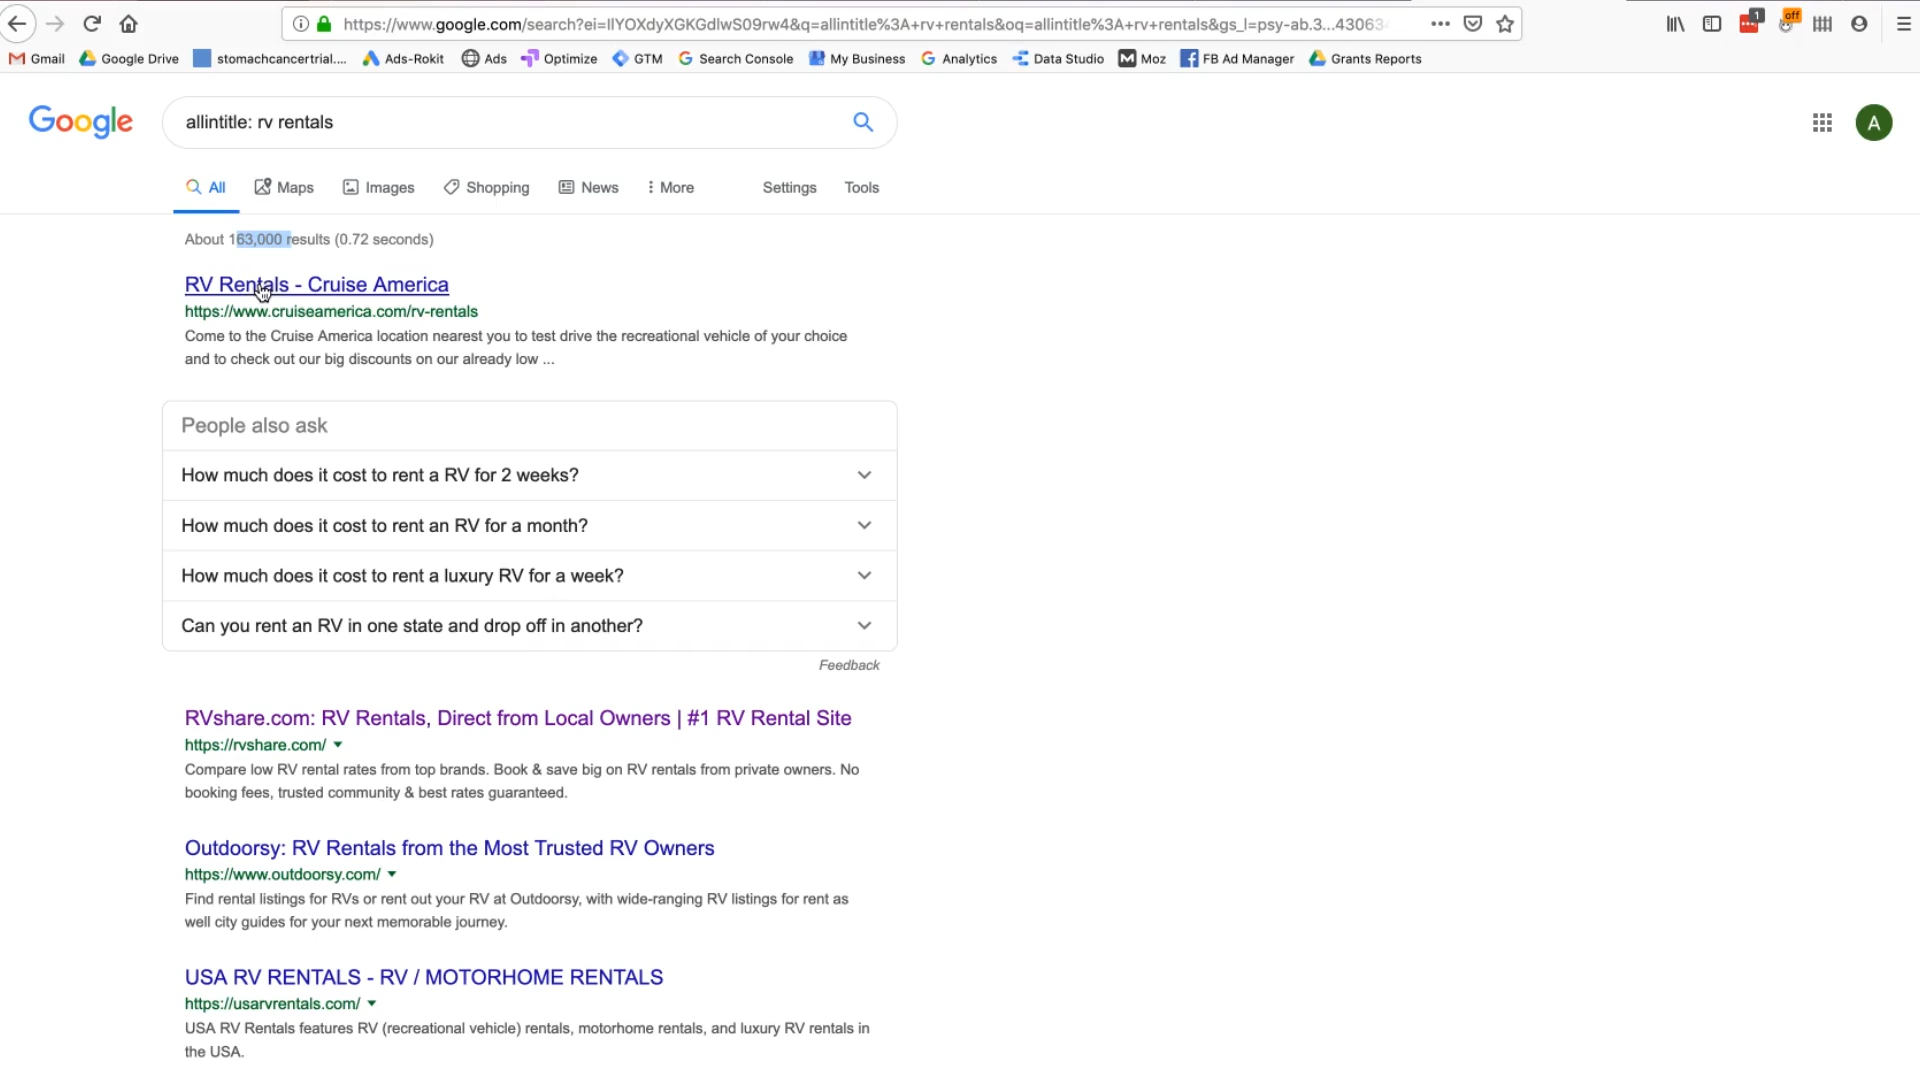 https://www.google.com/search?ei=IlYOXdyXGKGdlwS09rw4&q=allintitle%3A+rv+rentals&oq=allintitle%3A+rv+rentals&gs_l=psy-ab.3...43063
1
off
Gmail Google Drive stomachcancertrial.... Ads-Rokit Ads Optimize GTM Search Console My Business Analytics Data Studio Moz FB Ad Manager Grants Reports
Google
allintitle: rv rentals
A
All Maps Images Shopping News More Settings Tools
About 163,000 results (0.72 seconds)
RV Rentals - Cruise America
https://www.cruiseamerica.com/rv-rentals
Come to the Cruise America location nearest you to test drive the recreational vehicle of your choice
and to check out our big discounts on our already low ...
People also ask
How much does it cost to rent a RV for 2 weeks?
How much does it cost to rent an RV for a month?
How much does it cost to rent a luxury RV for a week?
Can you rent an RV in one state and drop off in another?
Feedback
RVshare.com: RV Rentals, Direct from Local Owners | #1 RV Rental Site
https://rvshare.com/
Compare low RV rental rates from top brands. Book & save big on RV rentals from private owners. No
booking fees, trusted community & best rates guaranteed.
Outdoorsy: RV Rentals from the Most Trusted RV Owners
https://www.outdoorsy.com/
Find rental listings for RVs or rent out your RV at Outdoorsy, with wide-ranging RV listings for rent as
well city guides for your next memorable journey.
USA RV RENTALS - RV / MOTORHOME RENTALS
https://usarvrentals.com/
USA RV Rentals features RV (recreational vehicle) rentals, motorhome rentals, and luxury RV rentals in
the USA.